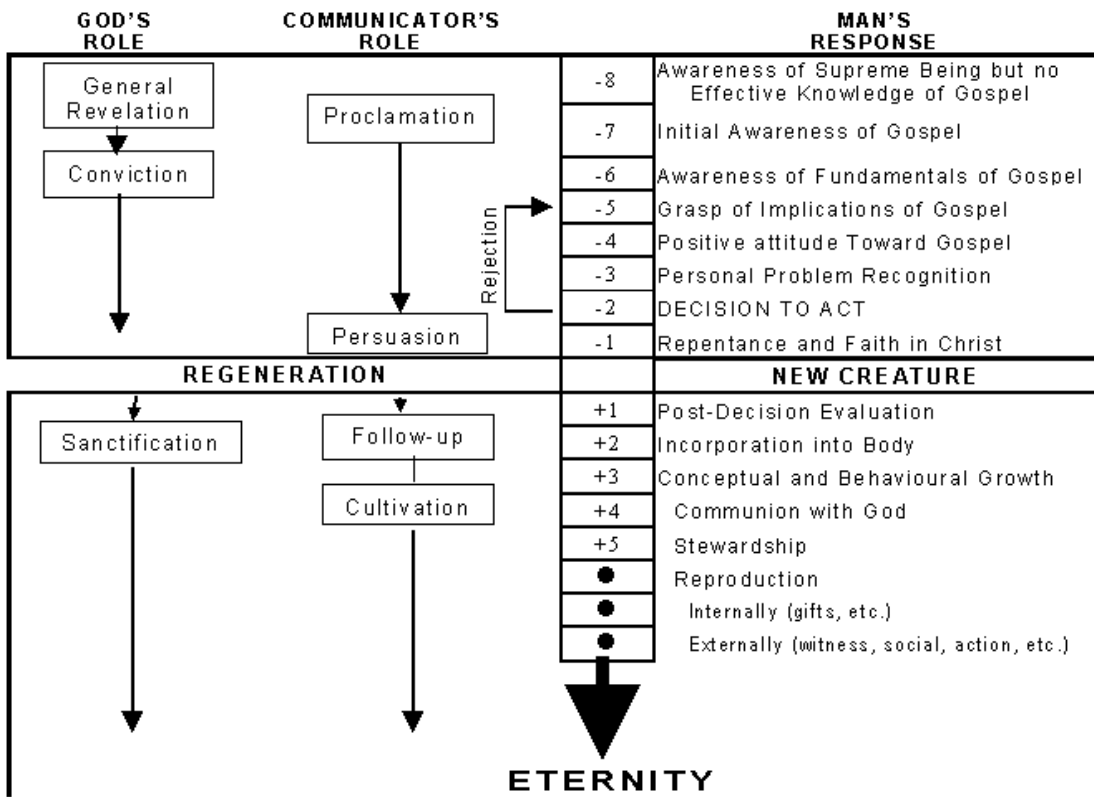 GOD'S
ROLE
COMMUNICATOR'S
ROLE
MAN'S
RESPONSE
General
Revelation
Conviction
Proclamation
Persuasion
Rejection
-8 Awareness of Supreme Being but no
Effective Knowledge of Gospel
-7 Initial Awareness of Gospel
-6 Awareness of Fundamentals of Gospel
-5 Grasp of Implications of Gospel
-4 Positive attitude Toward Gospel
-3 Personal Problem Recognition
-2 DECISION TO ACT
-1 Repentance and Faith in Christ
REGENERATION
NEW CREATURE
Sanctification
Follow-up
Cultivation
+1 Post-Decision Evaluation
+2 Incorporation into Body
+3 Conceptual and Behavioural Growth
+4 Communion with God
+5 Stewardship
Reproduction
Internally (gifts, etc.)
Externally (witness, social, action, etc.)
ETERNITY